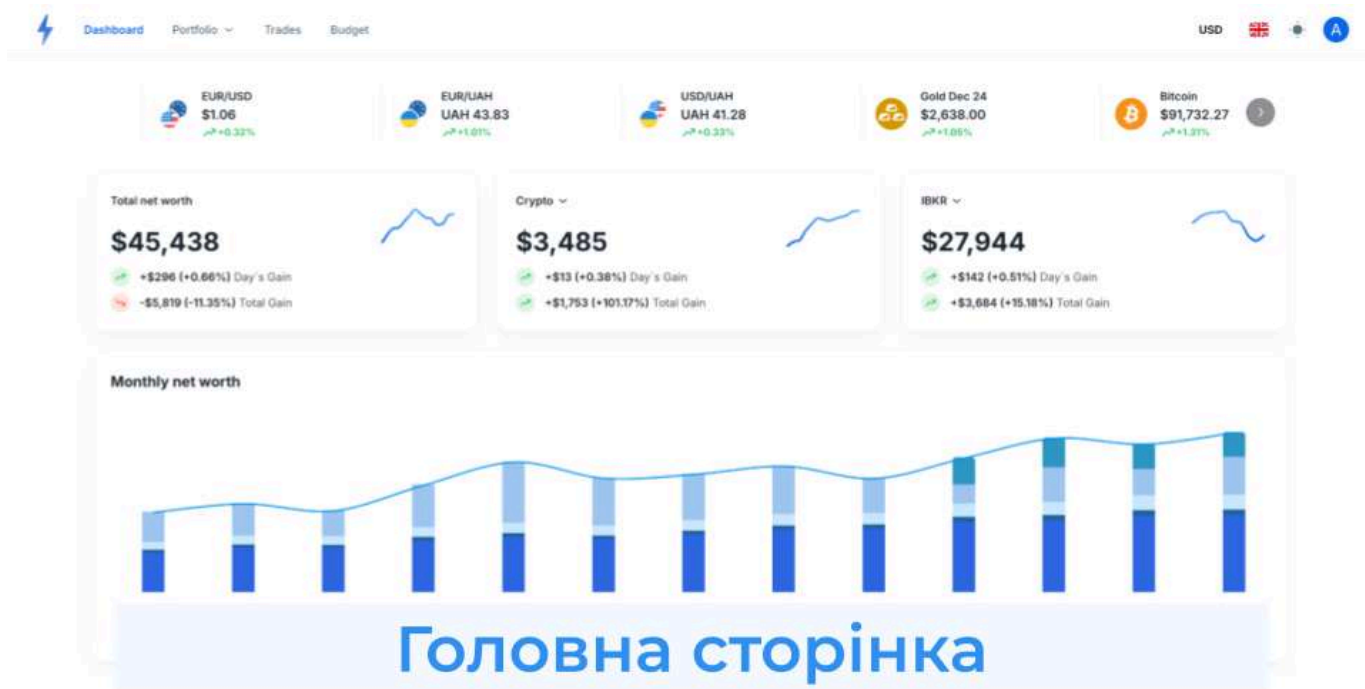 Dashboard Portfolio Trades Budget USD A
EUR/USD
$1.06
+0.32%
EUR/UAH
UAH 43.83
+1.01%
USD/UAH
UAH 41.28
+0.33%
Gold Dec 24
$2,638.00
+1.05%
Bitcoin
$91,732.27
+1.31%
Total net worth
$45,438
+$296 (+0.66%) Day's Gain
-$5,819 (-11.35%) Total Gain
Crypto
$3,485
+$13 (+0.38%) Day's Gain
+$1,753 (+101.17%) Total Gain
IBKR
$27,944
+$142 (+0.51%) Day's Gain
+$3,684 (+15.18%) Total Gain
Monthly net worth
Головна сторінка